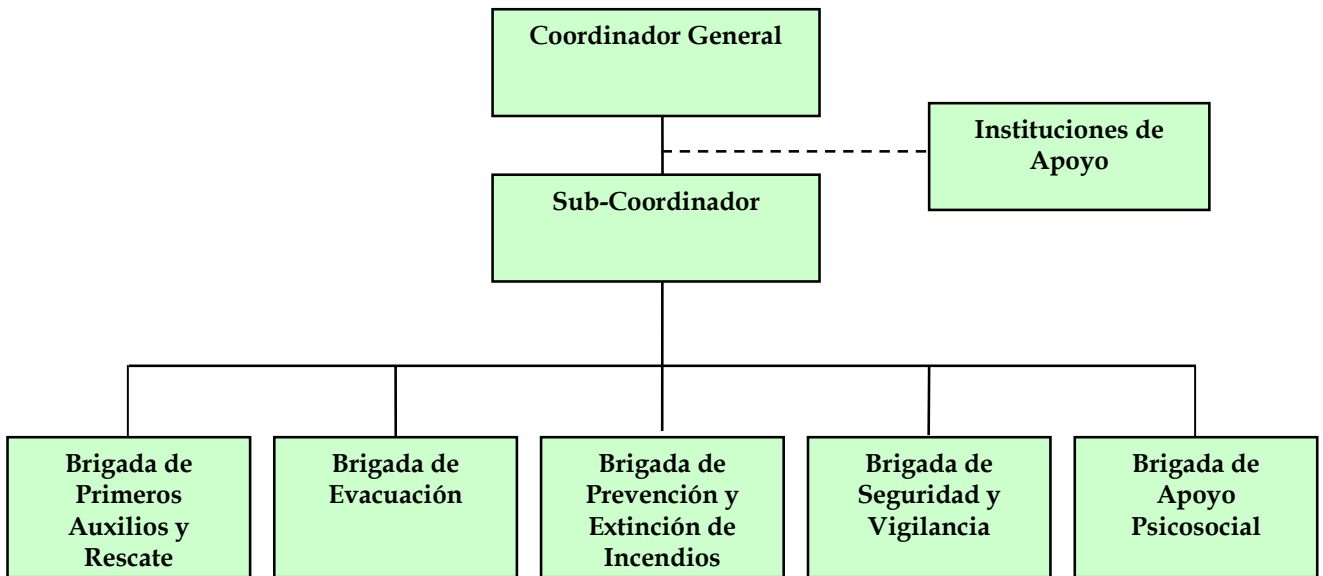 Coordinador General
Instituciones de
Apoyo
Sub-Coordinador
Brigada de
Primeros
Auxilios y
Rescate
Brigada de
Evacuación
Brigada de
Prevención y
Extinción de
Incendios
Brigada de
Seguridad y
Vigilancia
Brigada de
Apoyo
Psicosocial